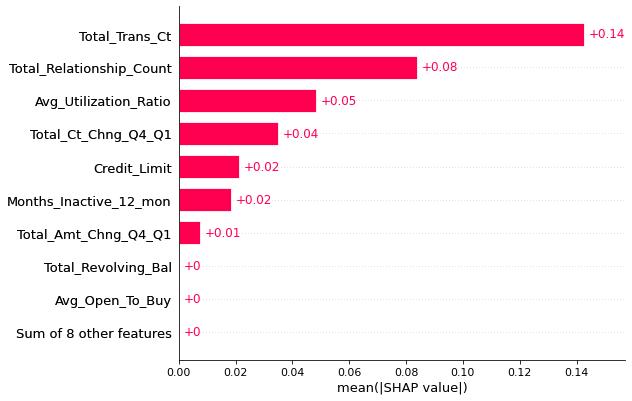 Total_Trans_Ct +0.14
Total_Relationship_Count +0.08
Avg_Utilization_Ratio +0.05
Total_Ct_Chng_Q4_Q1 +0.04
Credit_Limit +0.02
Months_Inactive_12_mon +0.02
Total_Amt_Chng_Q4_Q1 +0.01
Total_Revolving_Bal +0
Avg_Open_To_Buy +0
Sum of 8 other features +0
0.00 0.02 0.04 0.06 0.08 0.10 0.12 0.14
mean(|SHAP value|)